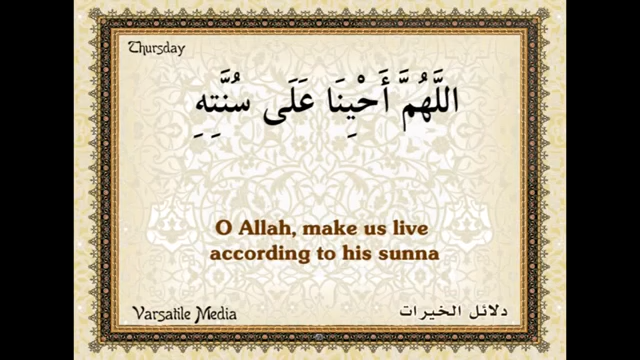 Thursday
اللَّهُمَّ أَحْيِنَا عَلَى سُنَّتِهِ
O Allah, make us live
according to his sunna
Varsatile Media
دلائل الخيرات